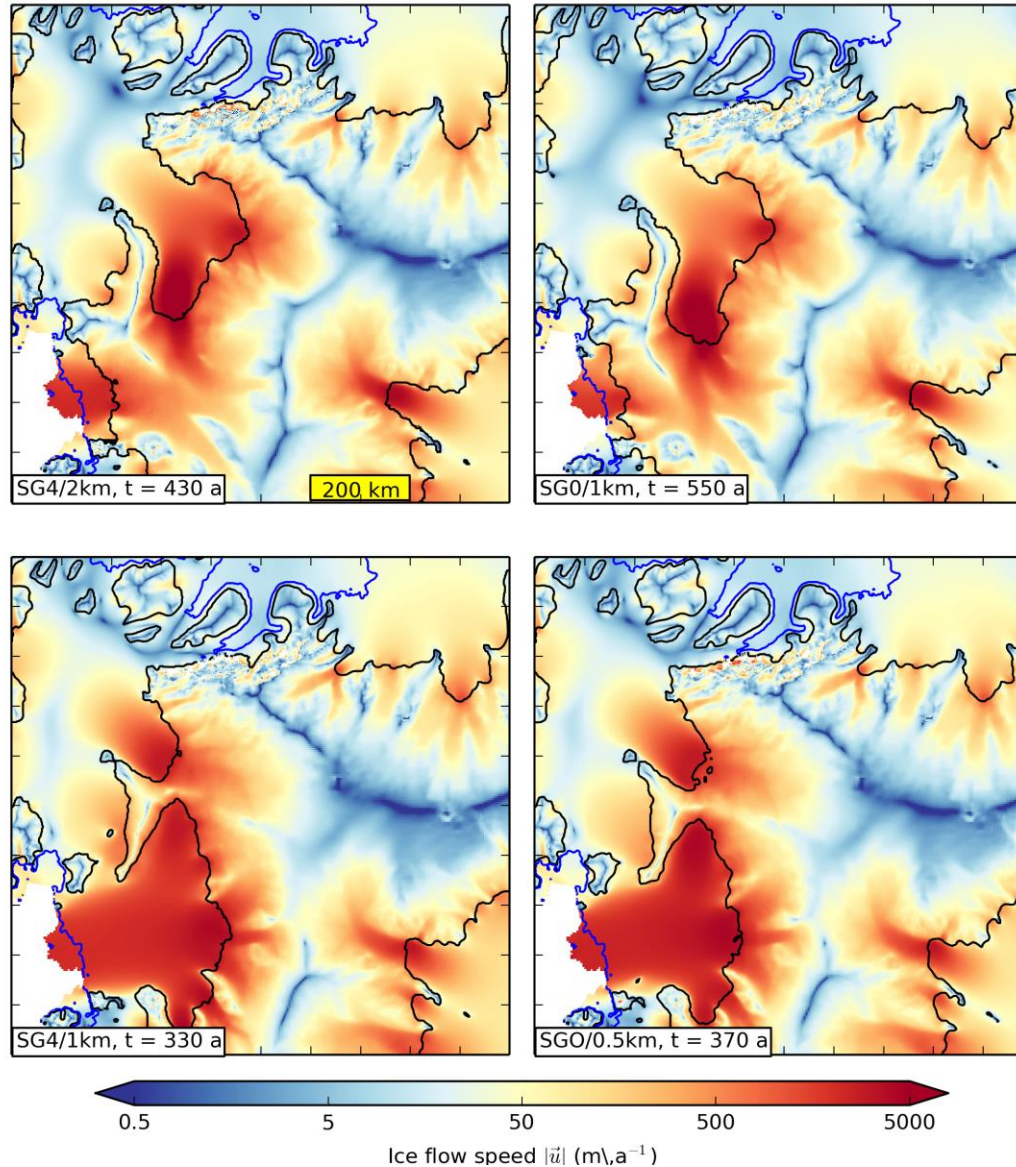 SG4/2km, t = 430 a
200 km
SG0/1km, t = 550 a
SG4/1km, t = 330 a
SGO/0.5km, t = 370 a
0.5 5 50 500 5000
Ice flow speed |u⃗| (m\,a⁻¹)